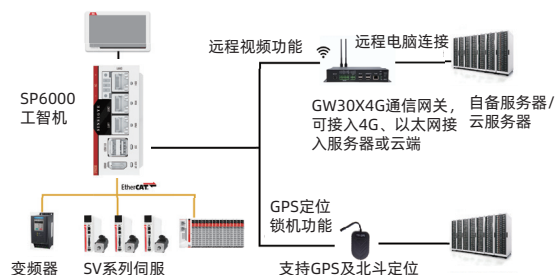 远程视频功能
远程电脑连接
SP6000
工智机
GW30X4G通信网关，
可接入4G、以太网接
入服务器或云端
自备服务器/
云服务器
EtherCAT
GPS定位
锁机功能
变频器
SV系列伺服
支持GPS及北斗定位